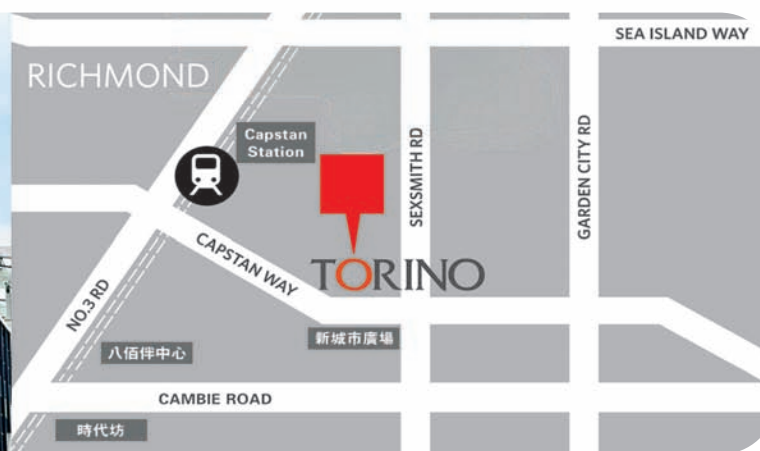 SEA ISLAND WAY
RICHMOND
Capstan
Station
SEXSMITH RD
GARDEN CITY RD
CAPSTAN WAY
TORINO
NO.3 RD
新城市廣場
八佰伴中心
CAMBIE ROAD
時代坊